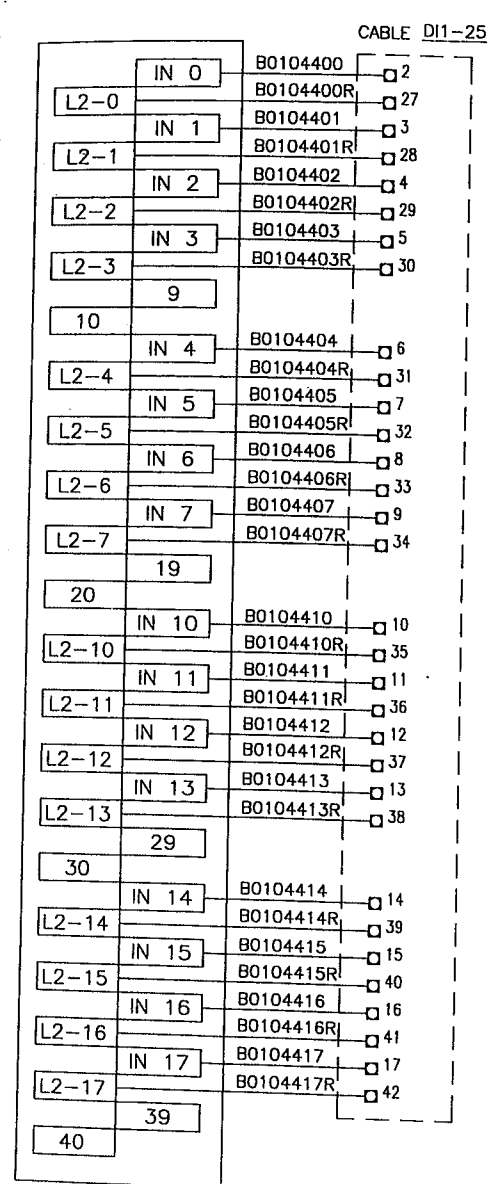 CABLE DI1-25
IN 0 B0104400 2
L2-0 B0104400R 27
IN 1 B0104401 3
L2-1 B0104401R 28
IN 2 B0104402 4
L2-2 B0104402R 29
IN 3 B0104403 5
L2-3 B0104403R 30
9
10
IN 4 B0104404 6
L2-4 B0104404R 31
IN 5 B0104405 7
L2-5 B0104405R 32
IN 6 B0104406 8
L2-6 B0104406R 33
IN 7 B0104407 9
L2-7 B0104407R 34
19
20
IN 10 B0104410 10
L2-10 B0104410R 35
IN 11 B0104411 11
L2-11 B0104411R 36
IN 12 B0104412 12
L2-12 B0104412R 37
IN 13 B0104413 13
L2-13 B0104413R 38
29
30
IN 14 B0104414 14
L2-14 B0104414R 39
IN 15 B0104415 15
L2-15 B0104415R 40
IN 16 B0104416 16
L2-16 B0104416R 41
IN 17 B0104417 17
L2-17 B0104417R 42
39
40